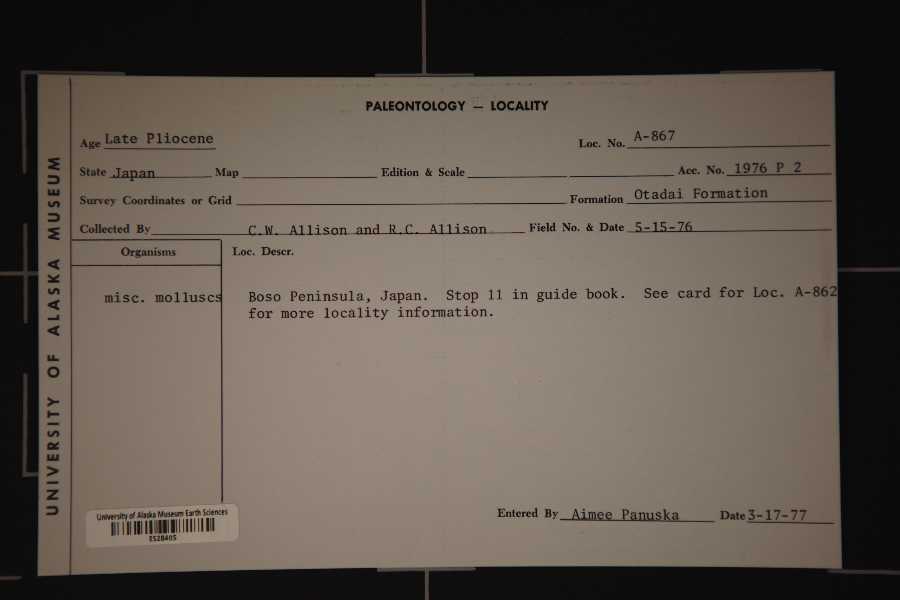 PALEONTOLOGY — LOCALITY
Age Late Pliocene
Loc. No. A-867
State Japan Map Edition & Scale Acc. No. 1976 P 2
Survey Coordinates or Grid Formation Otadai Formation
Collected By C.W. Allison and R.C. Allison Field No. & Date 5-15-76
Organisms
Loc. Descr.
misc. molluscs
Boso Peninsula, Japan. Stop 11 in guide book. See card for Loc. A-862
for more locality information.
UNIVERSITY OF ALASKA MUSEUM
University of Alaska Museum Earth Sciences
ES28405
Entered By Aimee Panuska Date 3-17-77